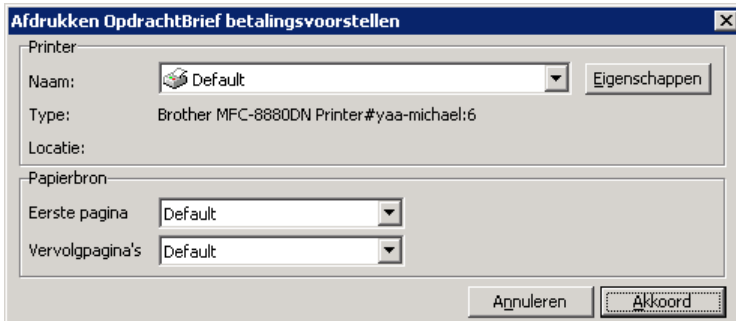 Afdrukken OpdrachtBrief betalingsvoorstellen
Printer
Naam: Default Eigenschappen
Type: Brother MFC-8880DN Printer#yaa-michael:6
Locatie:
Papierbron
Eerste pagina Default
Vervolgpagina's Default
Annuleren Akkoord